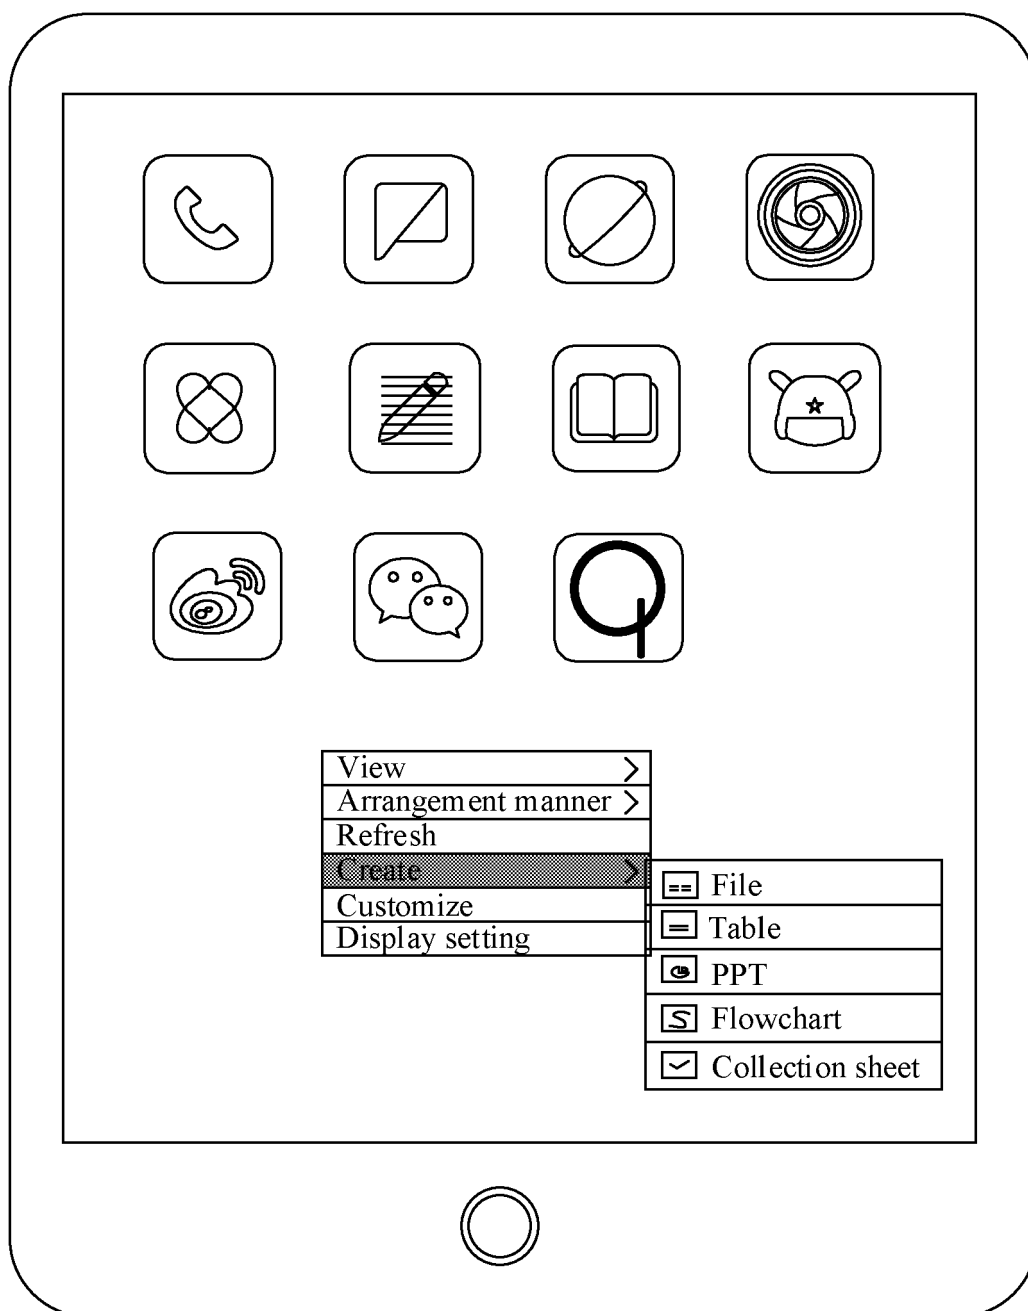 View
Arrangement manner
Refresh
Create
Customize
Display setting
File
Table
PPT
Flowchart
Collection sheet